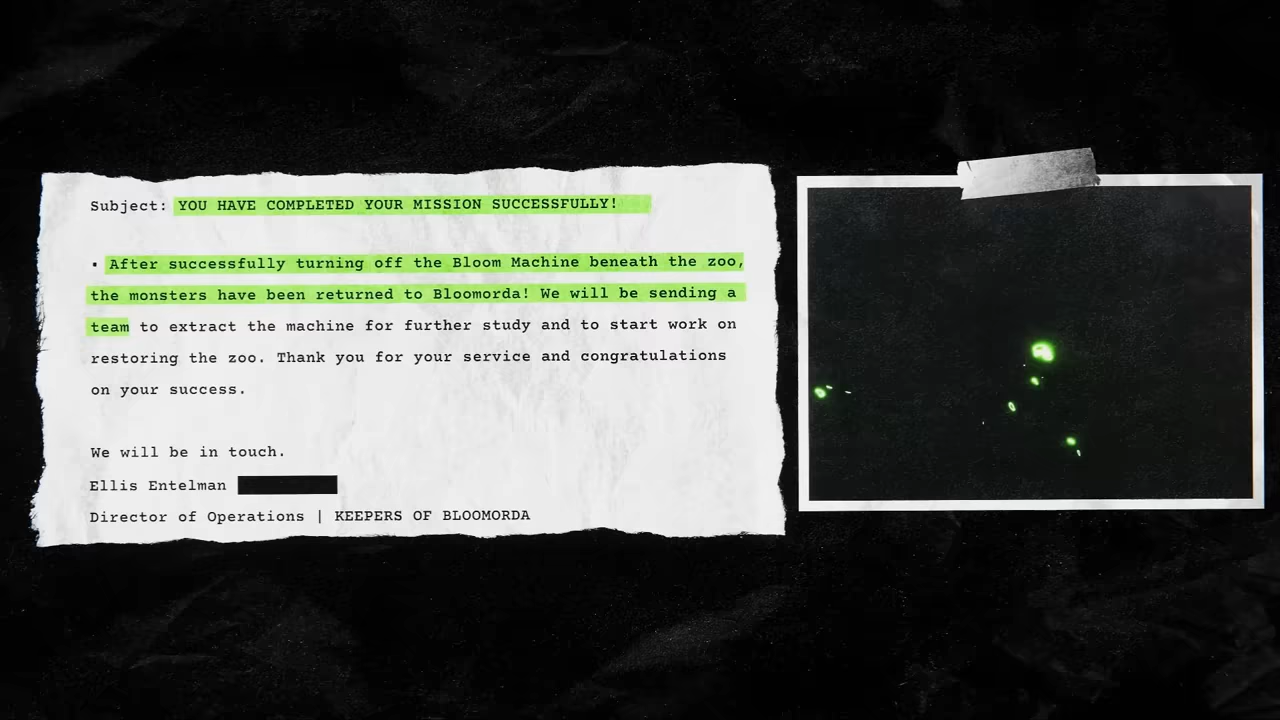 Subject: YOU HAVE COMPLETED YOUR MISSION SUCCESSFULLY!
· After successfully turning off the Bloom Machine beneath the zoo,
the monsters have been returned to Bloomorda! We will be sending a
team to extract the machine for further study and to start work on
restoring the zoo. Thank you for your service and congratulations
on your success.
We will be in touch.
Ellis Entelman
Director of Operations | KEEPERS OF BLOOMORDA